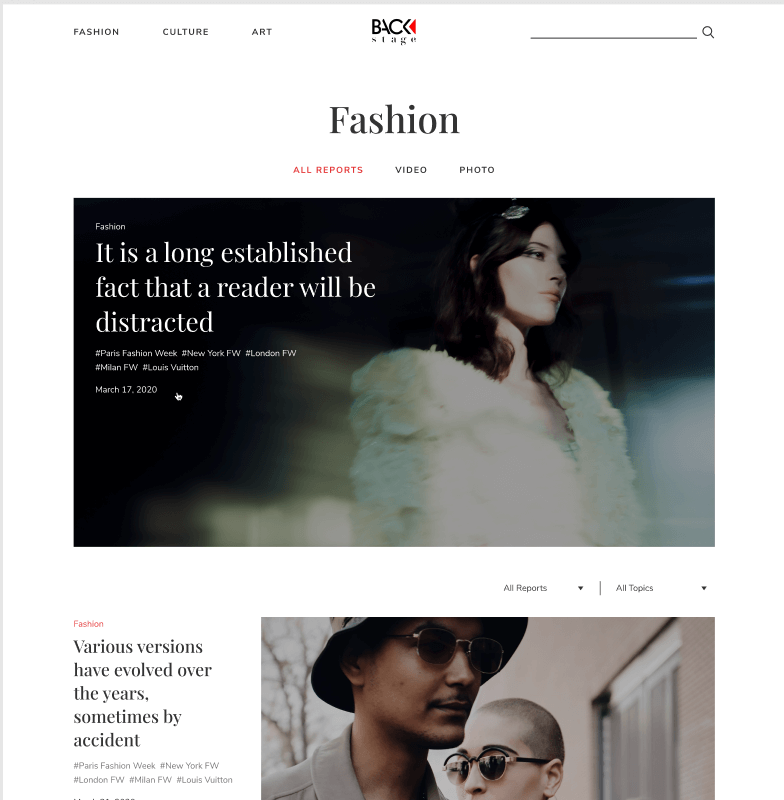 FASHION CULTURE ART
BACK
stage
Fashion
ALL REPORTS VIDEO PHOTO
Fashion
It is a long established
fact that a reader will be
distracted
#Paris Fashion Week #New York FW #London FW
#Milan FW #Louis Vuitton
March 17, 2020
All Reports All Topics
Fashion
Various versions
have evolved over
the years,
sometimes by
accident
#Paris Fashion Week #New York FW
#London FW #Milan FW #Louis Vuitton